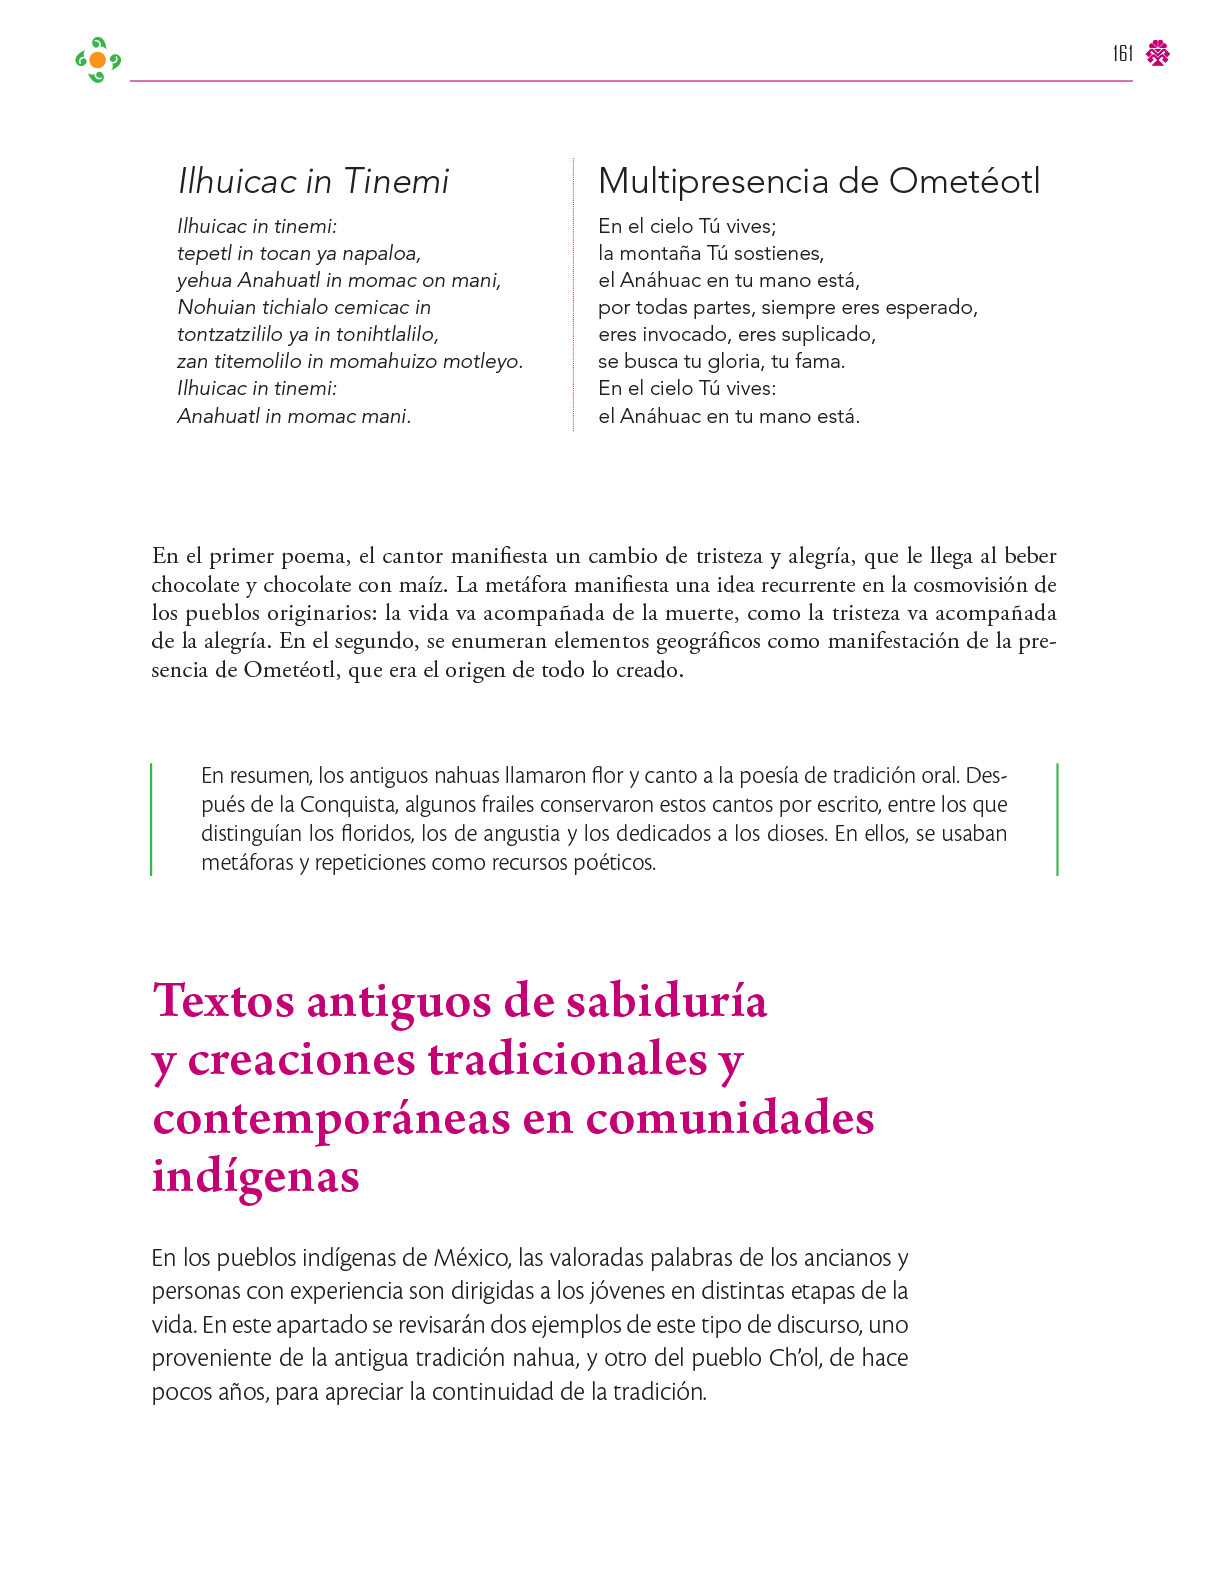 161
Ilhuicac in Tinemi
Ilhuicac in tinemi:
tepetl in tocan ya napaloa,
yehua Anahuatl in momac on mani,
Nohuian tichialo cemicac in
tontzatzililo ya in tonihtlalilo,
zan titemolilo in momahuizo motleyo.
Ilhuicac in tinemi:
Anahuatl in momac mani.
Multipresencia de Ometéotl
En el cielo Tú vives;
la montaña Tú sostienes,
el Anáhuac en tu mano está,
por todas partes, siempre eres esperado,
eres invocado, eres suplicado,
se busca tu gloria, tu fama.
En el cielo Tú vives:
el Anáhuac en tu mano está.
En el primer poema, el cantor manifiesta un cambio de tristeza y alegría, que le llega al beber
chocolate y chocolate con maíz. La metáfora manifiesta una idea recurrente en la cosmovisión de
los pueblos originarios: la vida va acompañada de la muerte, como la tristeza va acompañada
de la alegría. En el segundo, se enumeran elementos geográficos como manifestación de la pre-
sencia de Ometéotl, que era el origen de todo lo creado.
En resumen, los antiguos nahuas llamaron flor y canto a la poesía de tradición oral. Des-
pués de la Conquista, algunos frailes conservaron estos cantos por escrito, entre los que
distinguían los floridos, los de angustia y los dedicados a los dioses. En ellos, se usaban
metáforas y repeticiones como recursos poéticos.
Textos antiguos de sabiduría
y creaciones tradicionales y
contemporáneas en comunidades
indígenas
En los pueblos indígenas de México, las valoradas palabras de los ancianos y
personas con experiencia son dirigidas a los jóvenes en distintas etapas de la
vida. En este apartado se revisarán dos ejemplos de este tipo de discurso, uno
proveniente de la antigua tradición nahua, y otro del pueblo Ch’ol, de hace
pocos años, para apreciar la continuidad de la tradición.